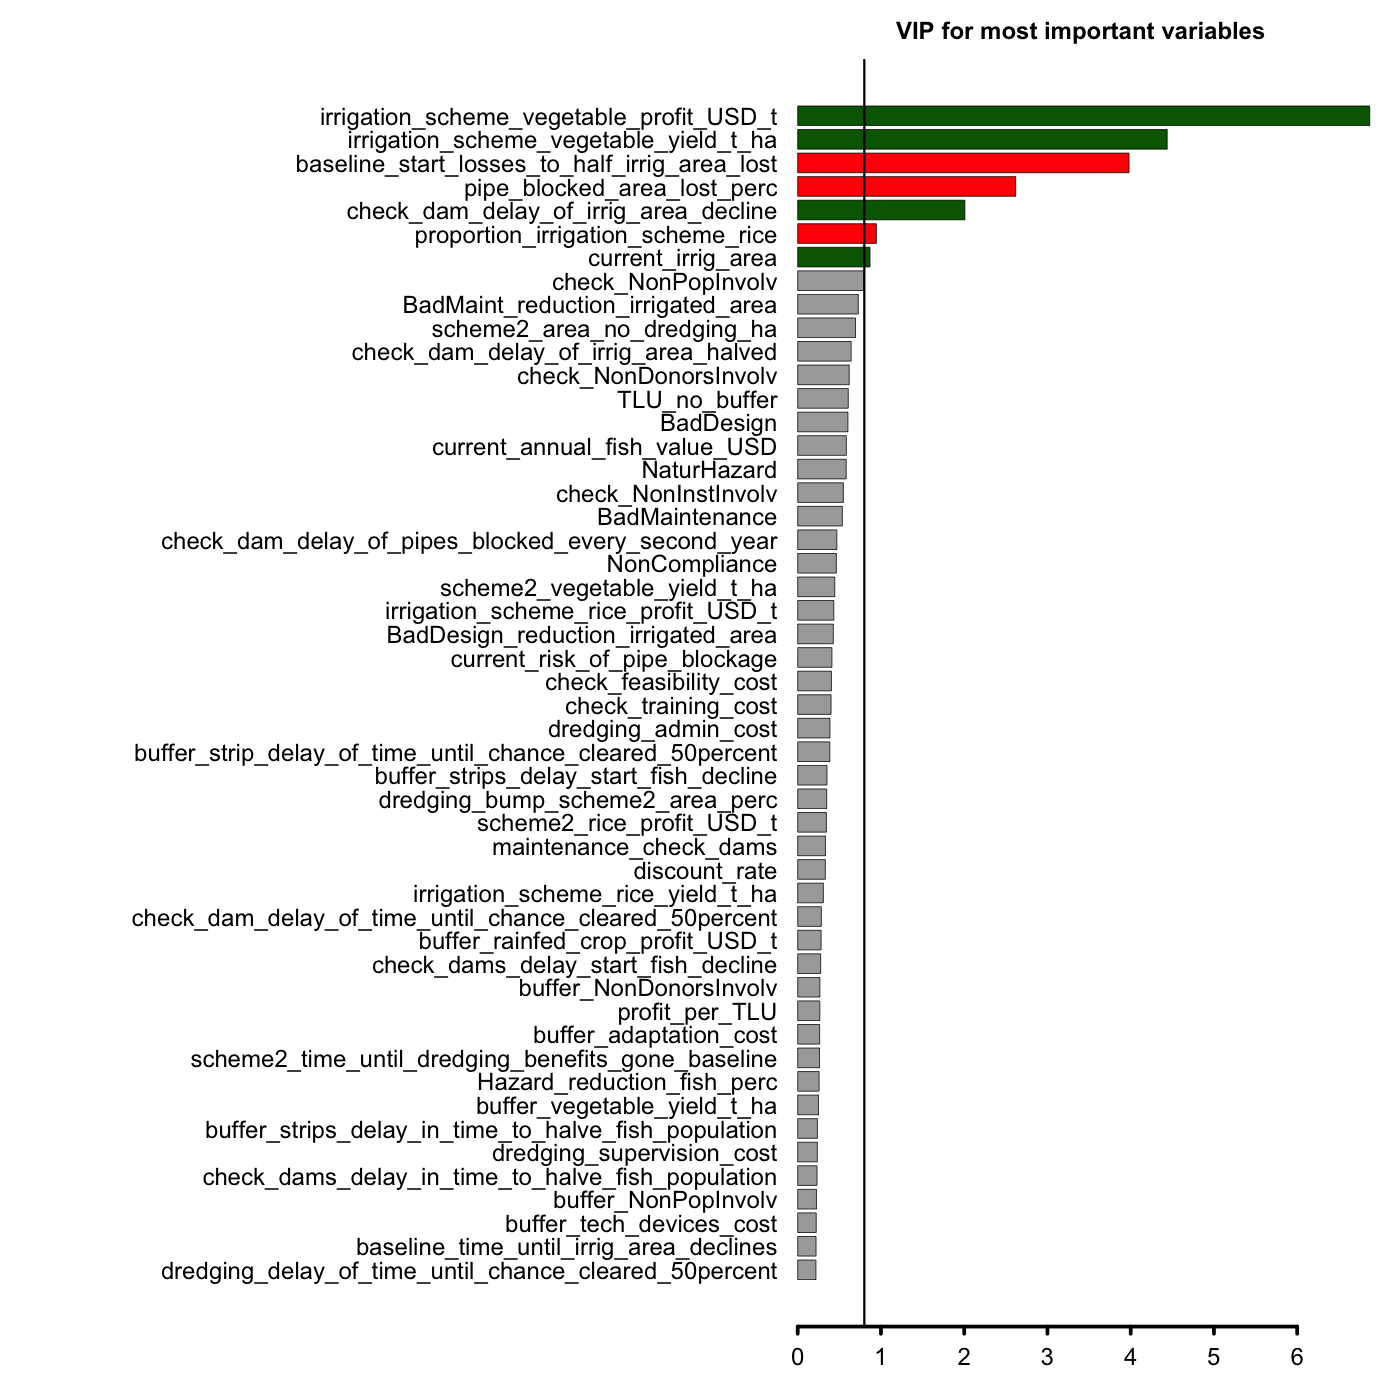 VIP for most important variables
irrigation_scheme_vegetable_profit_USD_t
irrigation_scheme_vegetable_yield_t_ha
baseline_start_losses_to_half_irrig_area_lost
pipe_blocked_area_lost_perc
check_dam_delay_of_irrig_area_decline
proportion_irrigation_scheme_rice
current_irrig_area
check_NonPopInvolv
BadMaint_reduction_irrigated_area
scheme2_area_no_dredging_ha
check_dam_delay_of_irrig_area_halved
check_NonDonorsInvolv
TLU_no_buffer
BadDesign
current_annual_fish_value_USD
NaturHazard
check_NonInstInvolv
BadMaintenance
check_dam_delay_of_pipes_blocked_every_second_year
NonCompliance
scheme2_vegetable_yield_t_ha
irrigation_scheme_rice_profit_USD_t
BadDesign_reduction_irrigated_area
current_risk_of_pipe_blockage
check_feasibility_cost
check_training_cost
dredging_admin_cost
buffer_strip_delay_of_time_until_chance_cleared_50percent
buffer_strips_delay_start_fish_decline
dredging_bump_scheme2_area_perc
scheme2_rice_profit_USD_t
maintenance_check_dams
discount_rate
irrigation_scheme_rice_yield_t_ha
check_dam_delay_of_time_until_chance_cleared_50percent
buffer_rainfed_crop_profit_USD_t
check_dams_delay_start_fish_decline
buffer_NonDonorsInvolv
profit_per_TLU
buffer_adaptation_cost
scheme2_time_until_dredging_benefits_gone_baseline
Hazard_reduction_fish_perc
buffer_vegetable_yield_t_ha
buffer_strips_delay_in_time_to_halve_fish_population
dredging_supervision_cost
check_dams_delay_in_time_to_halve_fish_population
buffer_NonPopInvolv
buffer_tech_devices_cost
baseline_time_until_irrig_area_declines
dredging_delay_of_time_until_chance_cleared_50percent
0 1 2 3 4 5 6